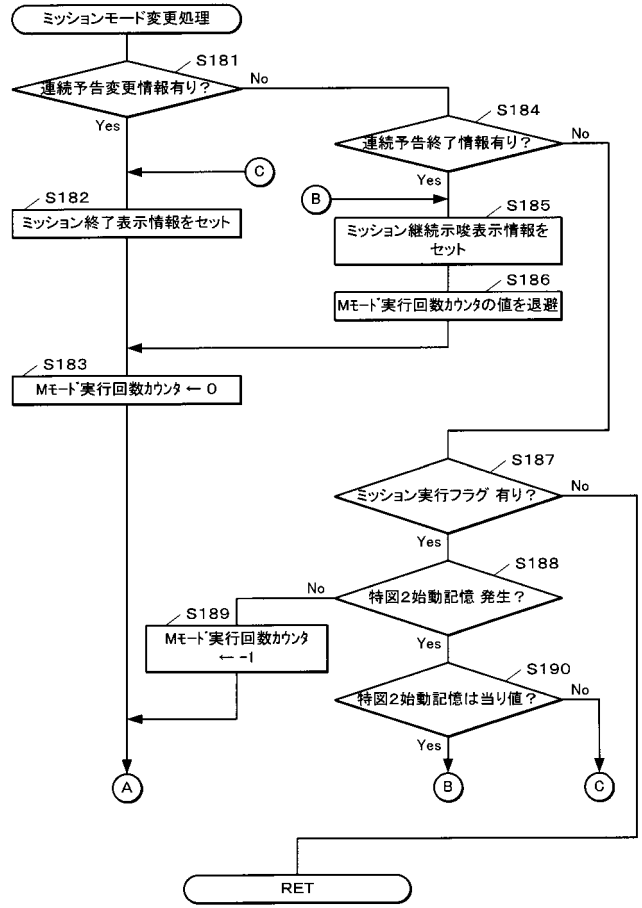 ミッションモード変更処理
S181
連続予告変更情報有り?
No
Yes
S184
連続予告終了情報有り?
No
Yes
C
B
S182
ミッション終了表示情報をセット
S185
ミッション継続示唆表示情報を
セット
S186
Mモード実行回数カウンタの値を退避
S183
Mモード実行回数カウンタ ← 0
S187
ミッション実行フラグ 有り?
No
Yes
S188
特図2始動記憶 発生?
No
Yes
S189
Mモード実行回数カウンタ
← -1
S190
特図2始動記憶は当り値?
No
Yes
A
B
C
RET